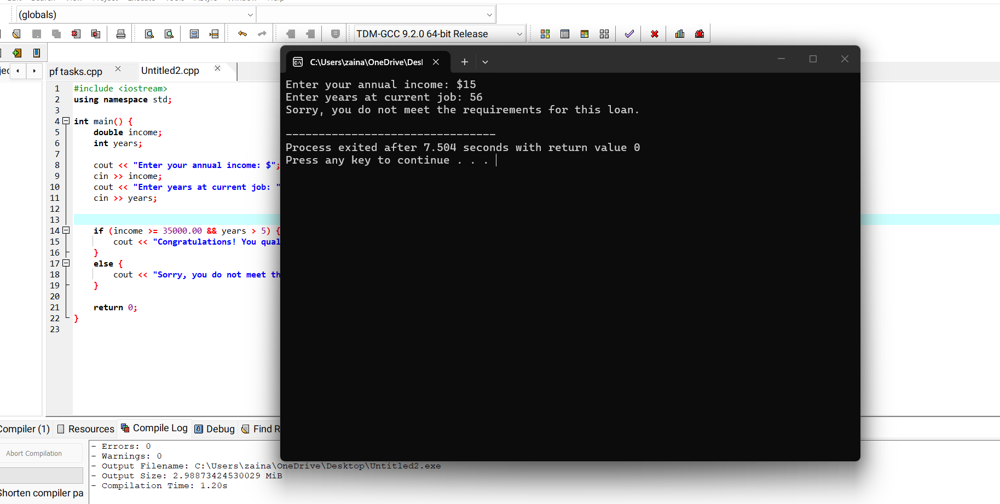 (globals)
TDM-GCC 9.2.0 64-bit Release
pf tasks.cpp
Untitled2.cpp
1 #include <iostream>
2 using namespace std;
3
4 int main() {
5 double income;
6 int years;
7
8 cout << "Enter your annual income: $";
9 cin >> income;
10 cout << "Enter years at current job: "
11 cin >> years;
12
13
14 if (income >= 35000.00 && years > 5) {
15 cout << "Congratulations! You qual
16 }
17 else {
18 cout << "Sorry, you do not meet th
19 }
20
21 return 0;
22 }
23
C:\Users\zaina\OneDrive\Desl
Enter your annual income: $15
Enter years at current job: 56
Sorry, you do not meet the requirements for this loan.
--------------------------------
Process exited after 7.504 seconds with return value 0
Press any key to continue . . .
Compiler (1)
Resources
Compile Log
Debug
Find R
Abort Compilation
Shorten compiler pa
- Errors: 0
- Warnings: 0
- Output Filename: C:\Users\zaina\OneDrive\Desktop\Untitled2.exe
- Output Size: 2.98873424530029 MiB
- Compilation Time: 1.20s